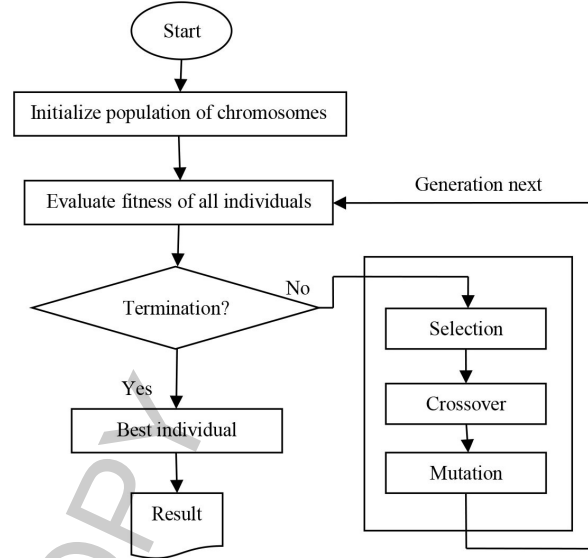 Start
Initialize population of chromosomes
Evaluate fitness of all individuals
Generation next
Termination?
No
Selection
Crossover
Mutation
Yes
Best individual
Result
OPY